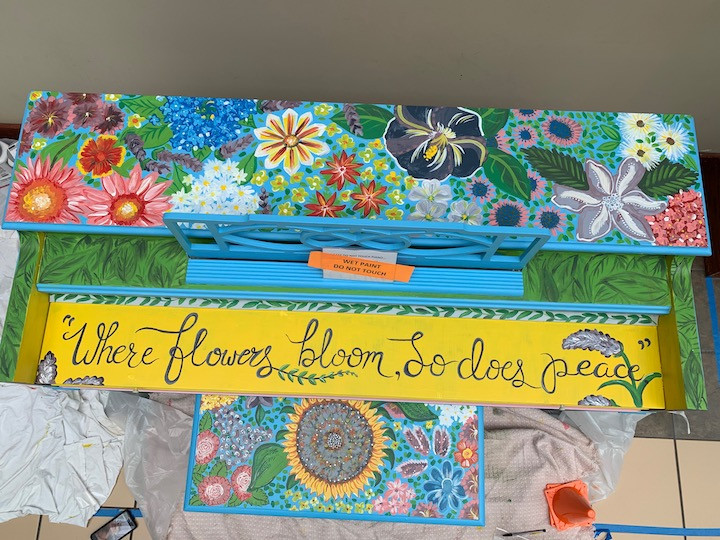 WET PAINT
DO NOT TOUCH
"Where flowers bloom, So does peace"